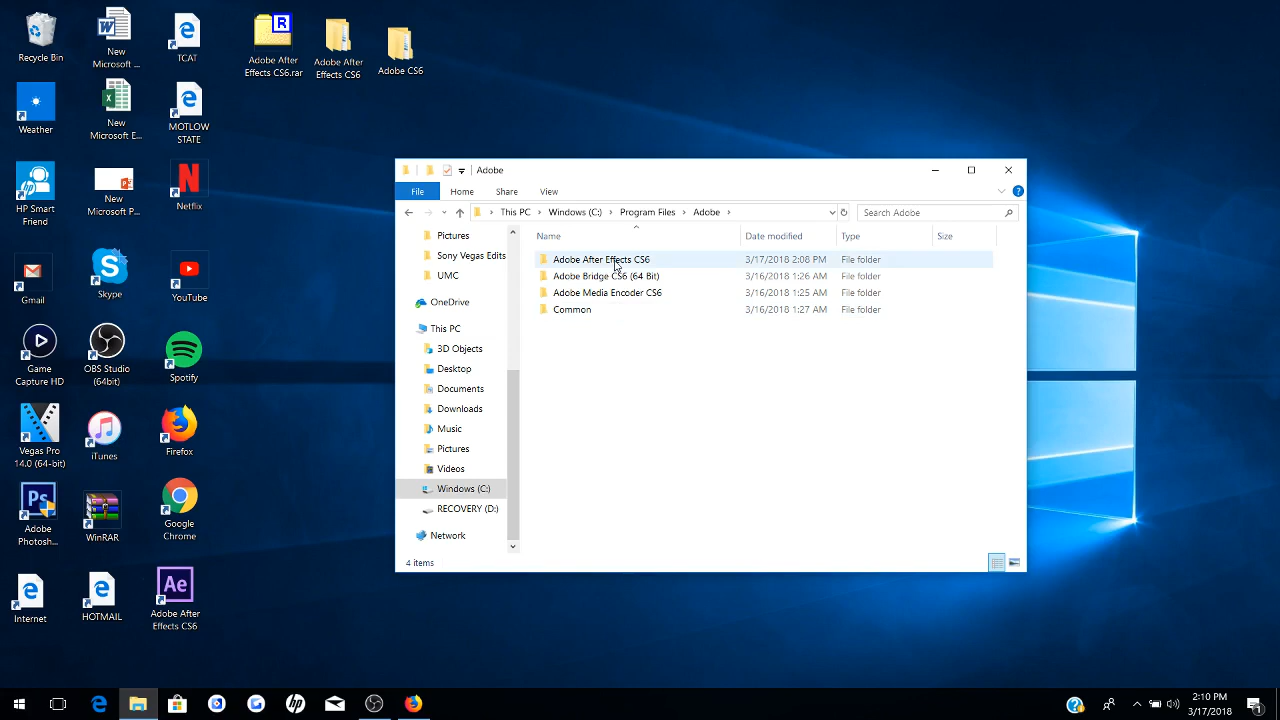 Recycle Bin
New
Microsoft ...
TCAT
R
Adobe After
Effects CS6.rar
Adobe After
Effects CS6
Adobe CS6
Weather
New
Microsoft E...
MOTLOW
STATE
HP Smart
Friend
New
Microsoft P...
Netflix
Gmail
Skype
YouTube
Game
Capture HD
OBS Studio
(64bit)
Spotify
Vegas Pro
14.0 (64-bit)
iTunes
Firefox
Ps
Adobe
Photosh...
WinRAR
Google
Chrome
Internet
HOTMAIL
Ae
Adobe After
Effects CS6
Adobe
File Home Share View
This PC > Windows (C:) > Program Files > Adobe >
Search Adobe
Name Date modified Type Size
Adobe After Effects CS6 3/17/2018 2:08 PM File folder
Adobe Bridge CS6 (64 Bit) 3/16/2018 1:26 AM File folder
Adobe Media Encoder CS6 3/16/2018 1:25 AM File folder
Common 3/16/2018 1:27 AM File folder
Pictures
Sony Vegas Edits
UMC
OneDrive
This PC
3D Objects
Desktop
Documents
Downloads
Music
Pictures
Videos
Windows (C:)
RECOVERY (D:)
Network
4 items
hp
2:10 PM
3/17/2018
1